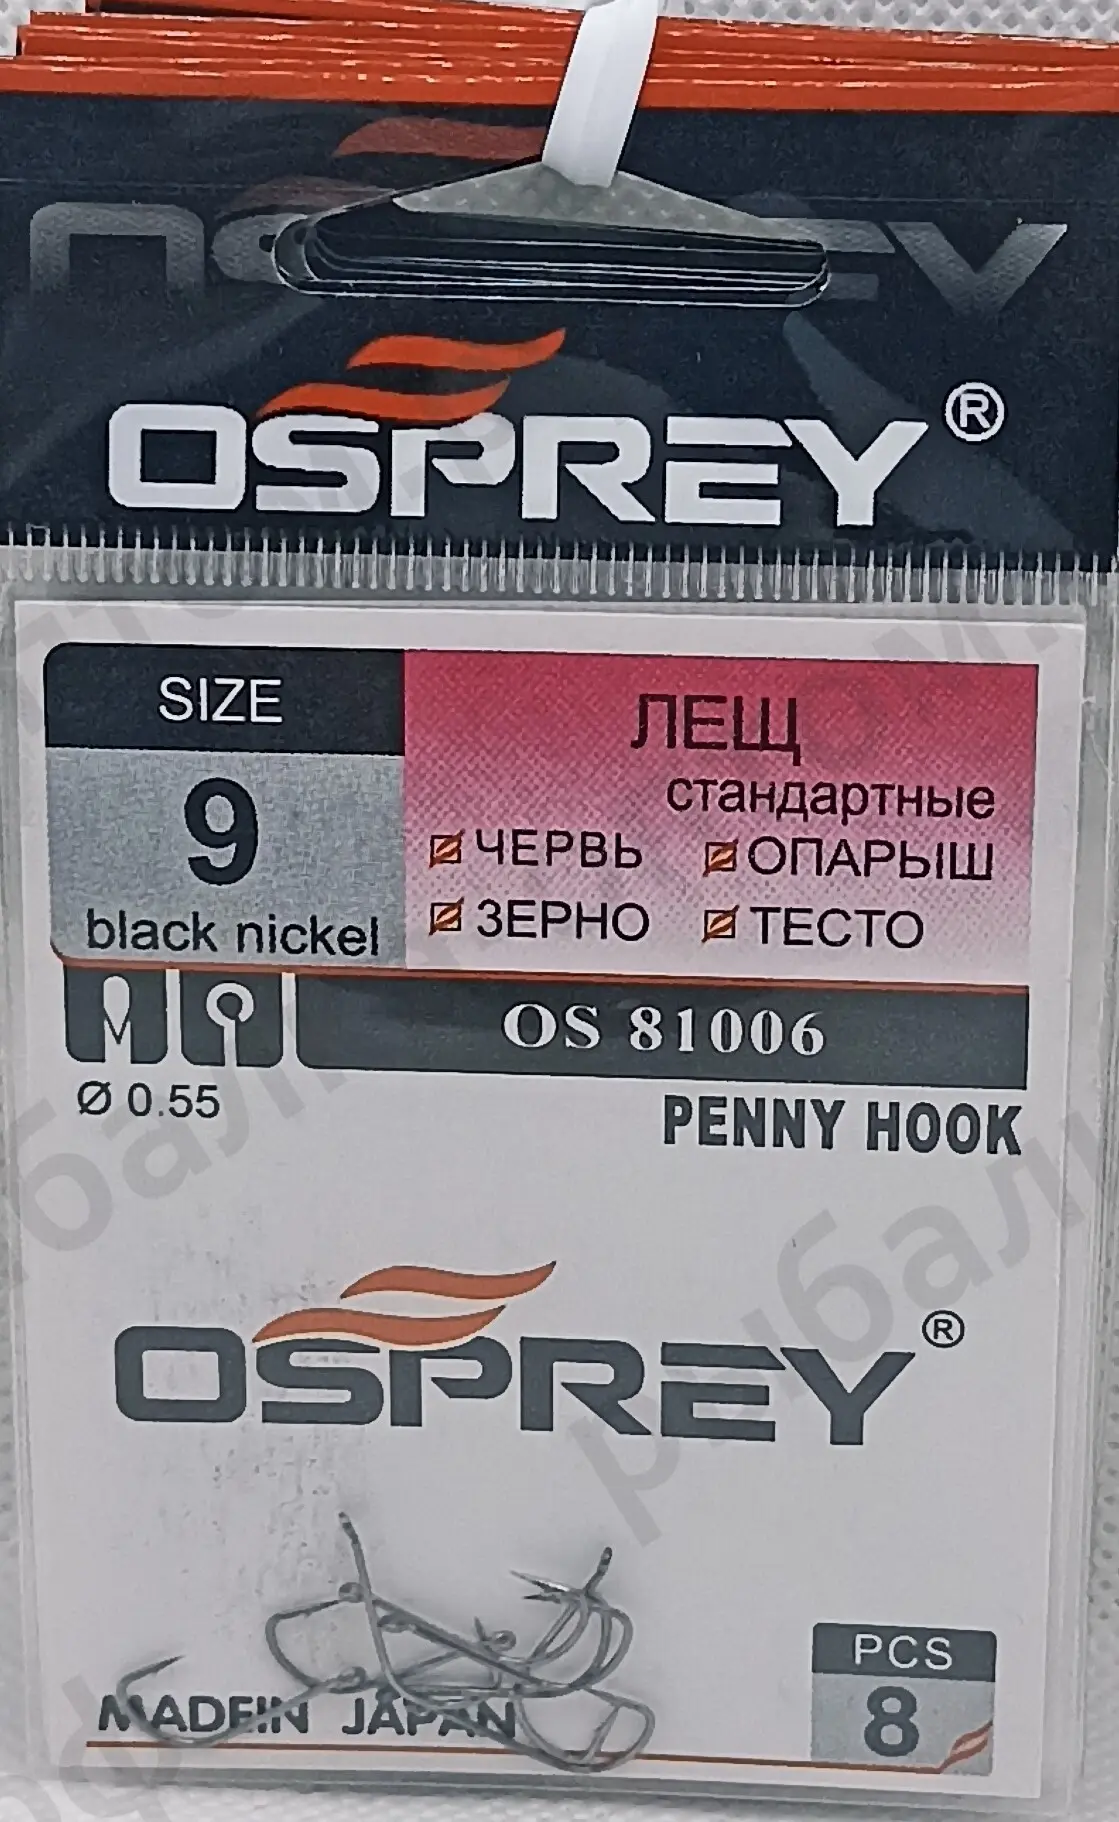 OSPREY®
SIZE
9
black nickel
ЛЕЩ
стандартные
ЧЕРВЬ ОПАРЫШ
ЗЕРНО ТЕСТО
OS 81006
Ø 0.55
PENNY HOOK
OSPREY®
PCS
8
MADEIN JAPAN